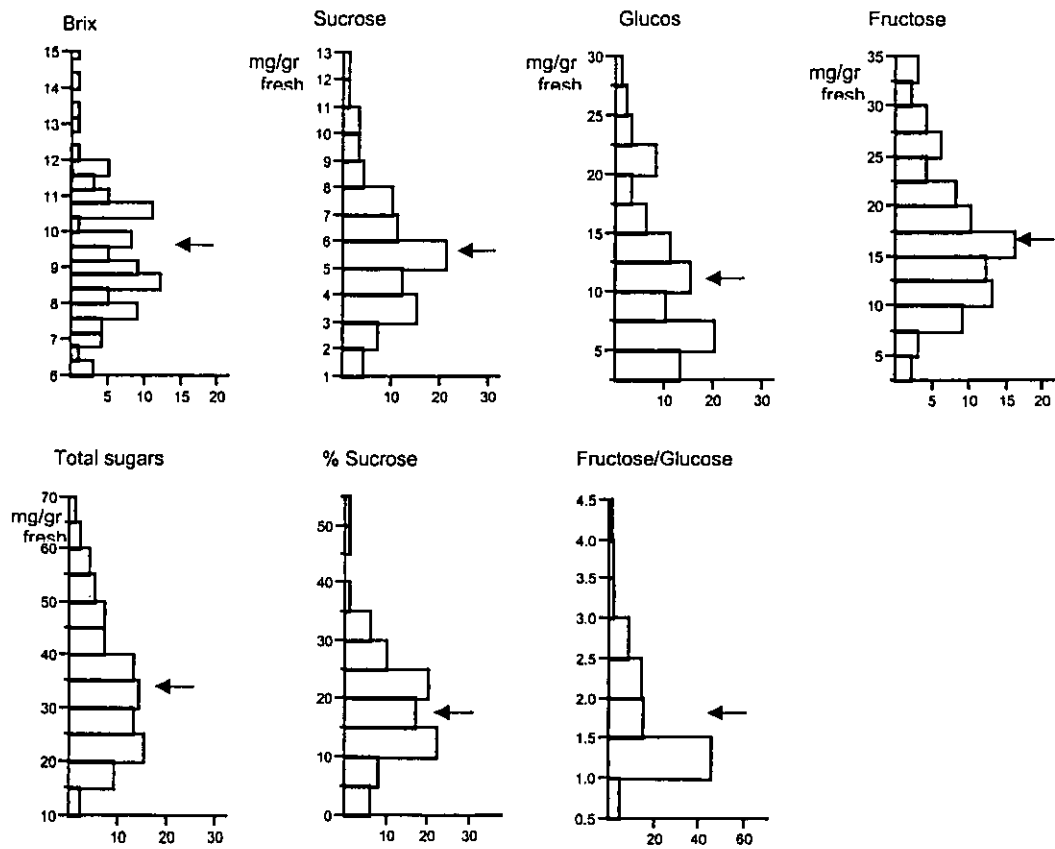 Brix
15
14
13
12
11
10
9
8
7
6
5 10 15 20
Sucrose
mg/gr
fresh
13
12
11
10
9
8
7
6
5
4
3
2
1
10 20 30
Glucos
mg/gr
fresh
30
25
20
15
10
5
10 20 30
Fructose
mg/gr
fresh
35
30
25
20
15
10
5
5 10 15 20
Total sugars
mg/gr
fresh
70
60
50
40
30
20
10
10 20 30
% Sucrose
50
40
30
20
10
0
10 20 30
Fructose/Glucose
4.5
4.0
3.5
3.0
2.5
2.0
1.5
1.0
0.5
20 40 60